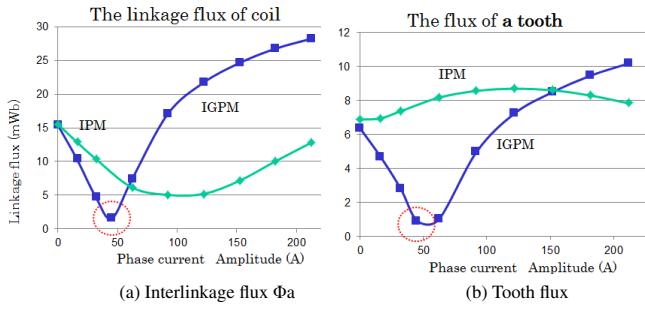 The linkage flux of coil
30
25
20
15
10
5
0
Linkage flux (mWb)
IPM
IGPM
0 50 100 150 200
Phase current Amplitude (A)
(a) Interlinkage flux Φa
The flux of a tooth
12
10
8
6
4
2
0
IPM
IGPM
0 50 100 150 200
Phase current Amplitude (A)
(b) Tooth flux